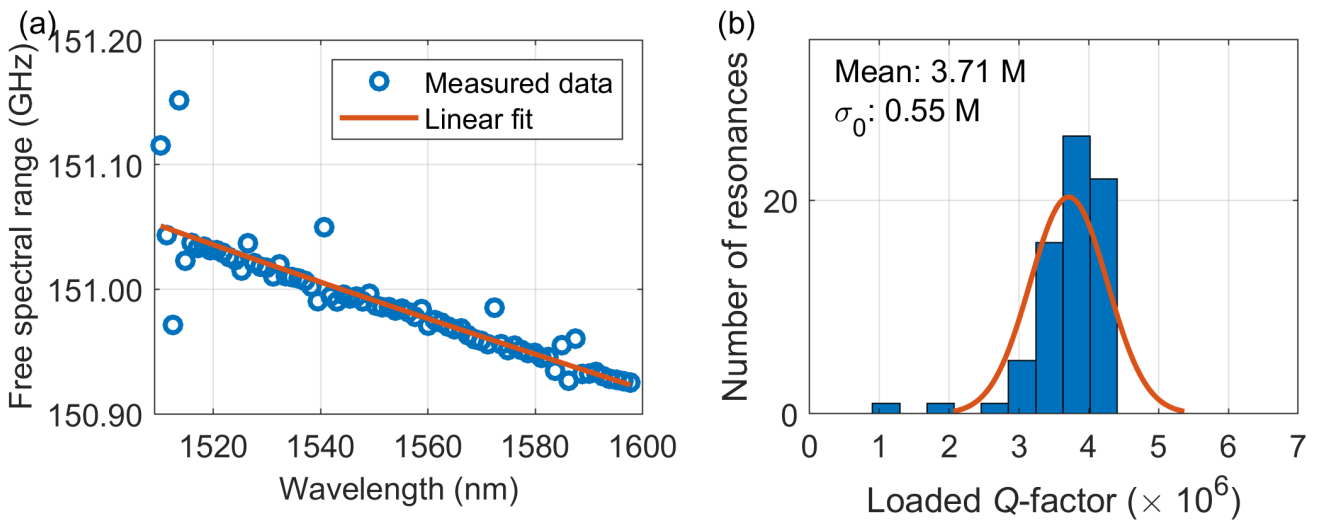 (a)
151.20
151.10
151.00
150.90
Free spectral range (GHz)
Measured data
Linear fit
1520 1540 1560 1580 1600
Wavelength (nm)
(b)
Mean: 3.71 M
σ0: 0.55 M
20
0
Number of resonances
0 1 2 3 4 5 6 7
Loaded Q-factor (× 10^6)